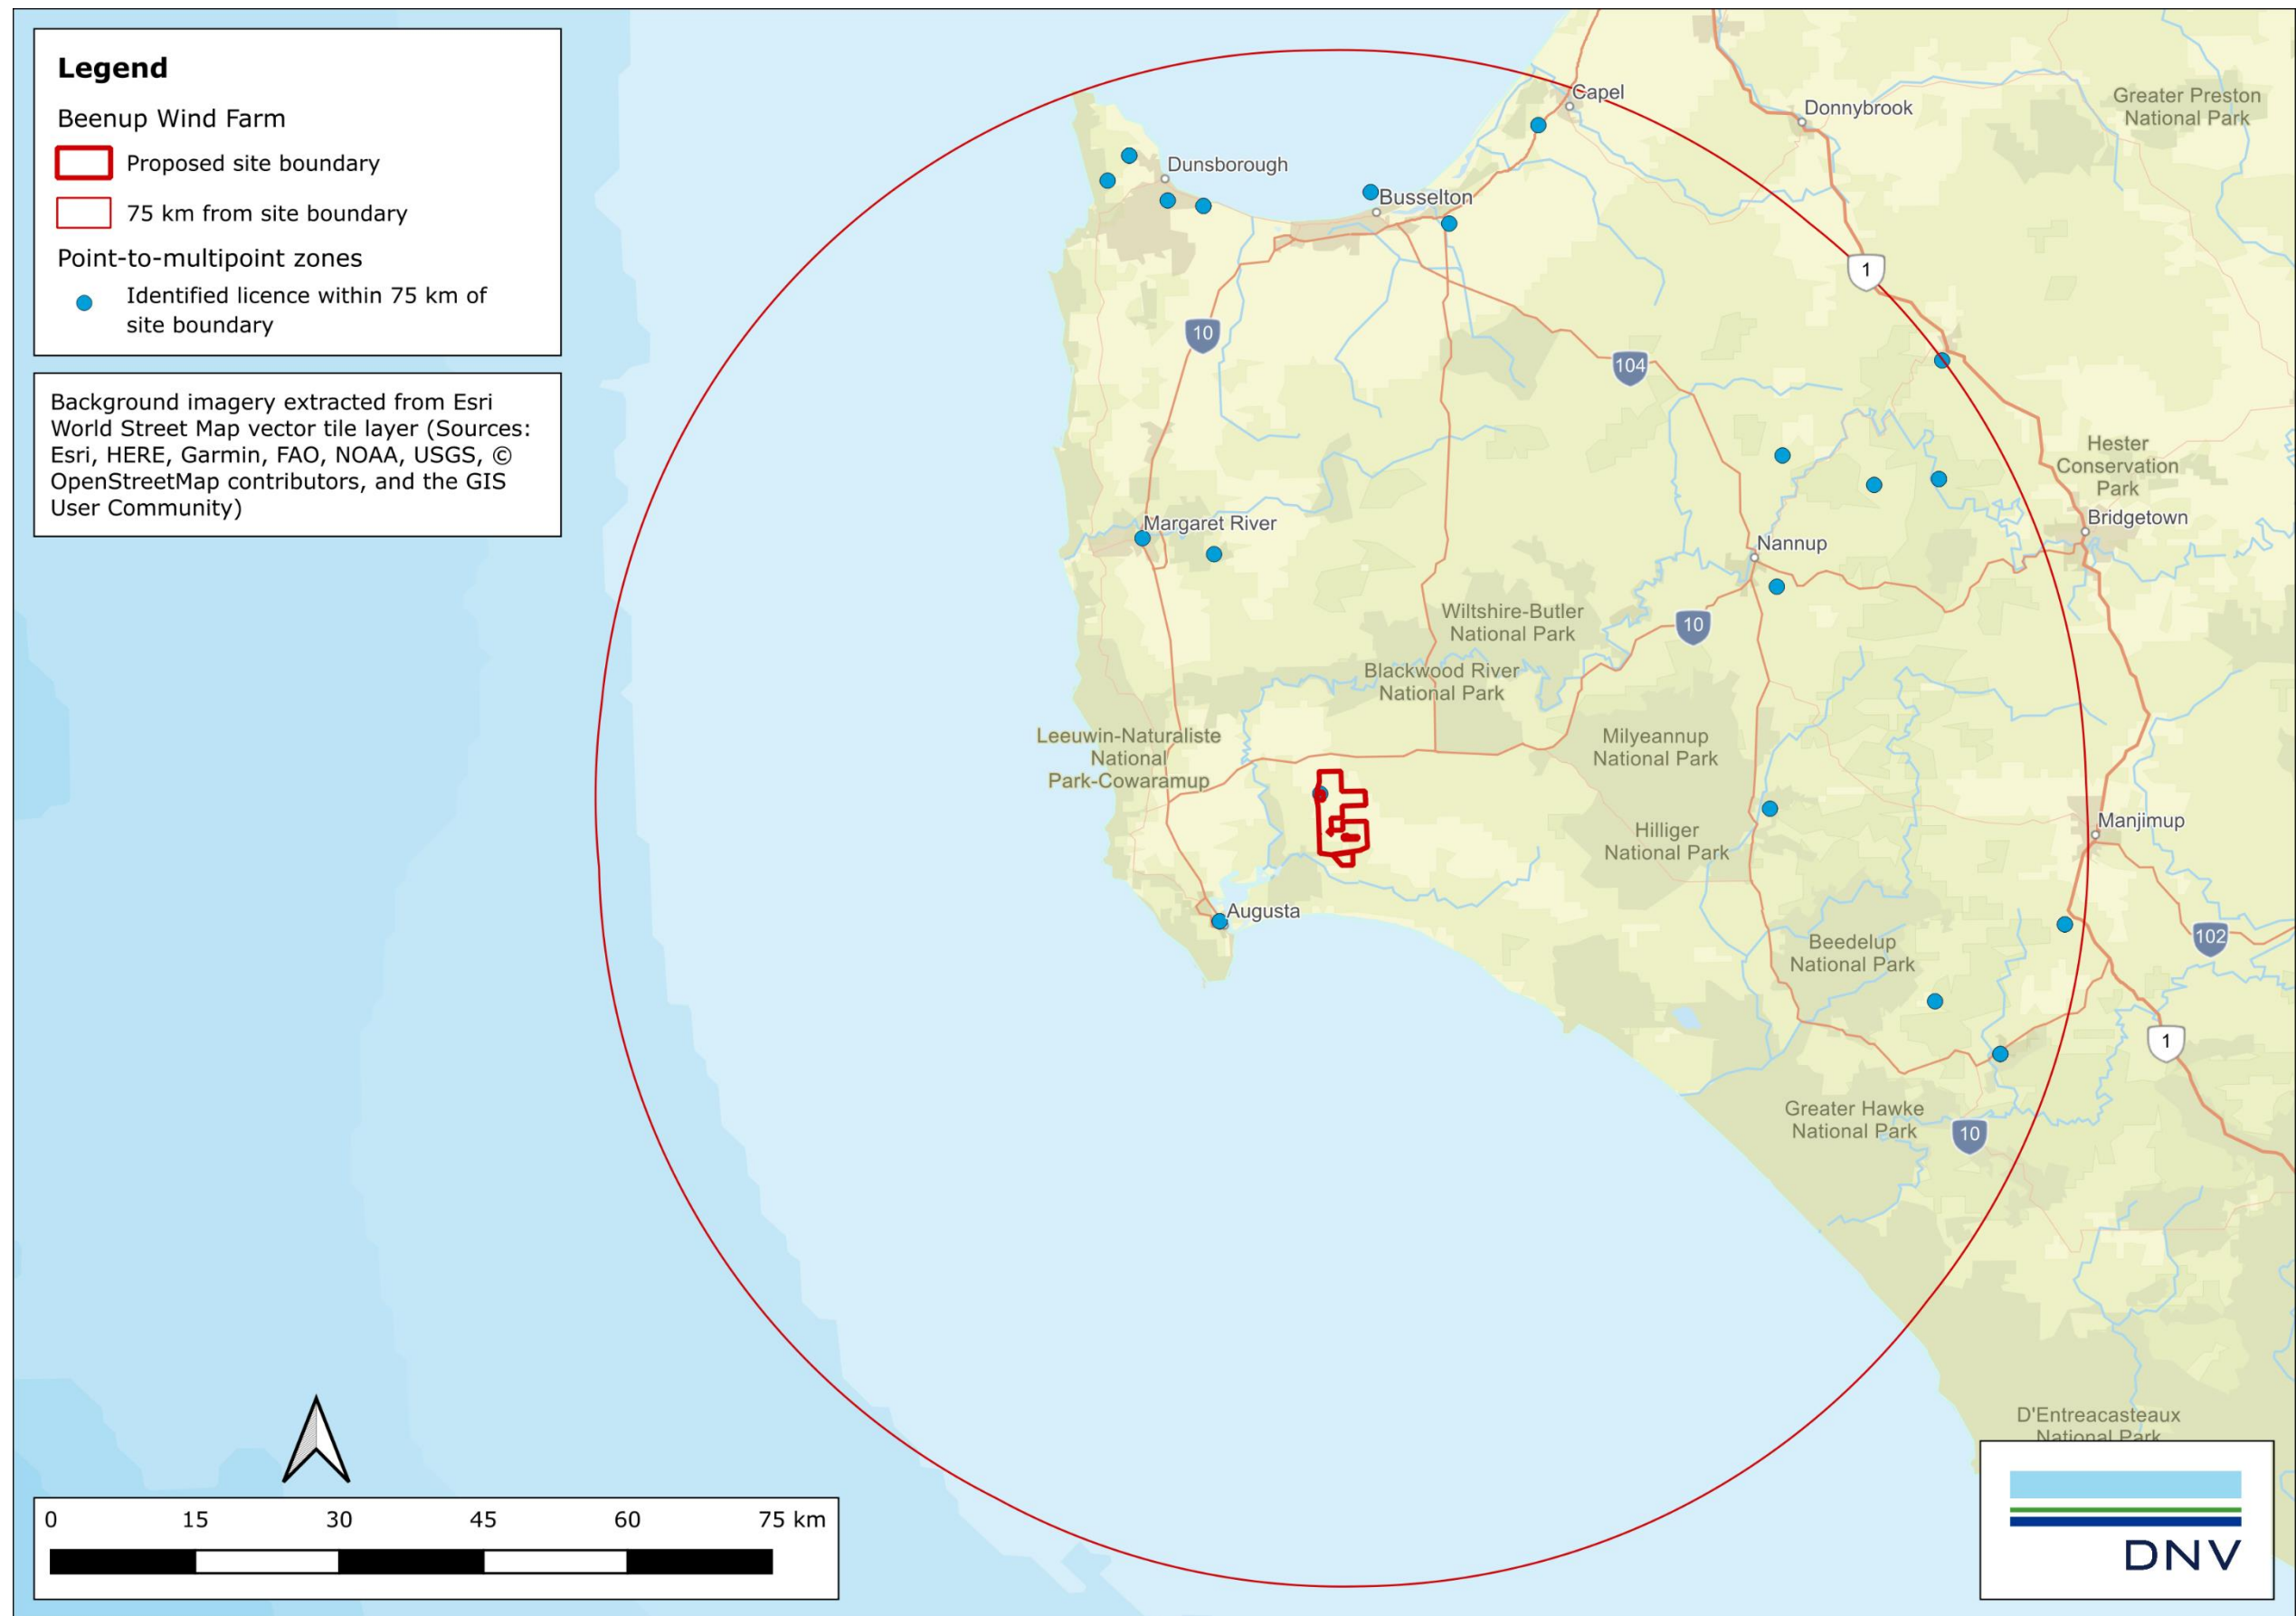 Legend
Beenup Wind Farm
Proposed site boundary
75 km from site boundary
Point-to-multipoint zones
Identified licence within 75 km of
site boundary
Background imagery extracted from Esri
World Street Map vector tile layer (Sources:
Esri, HERE, Garmin, FAO, NOAA, USGS, ©
OpenStreetMap contributors, and the GIS
User Community)
Capel
Donnybrook
Greater Preston
National Park
Dunsborough
Busselton
1
10
104
Hester
Conservation
Park
Bridgetown
Margaret River
Nannup
Wiltshire-Butler
National Park
10
Blackwood River
National Park
Leeuwin-Naturaliste
National
Park-Cowaramup
Milyeannup
National Park
Hilliger
National Park
Manjimup
Augusta
Beedelup
National Park
102
1
Greater Hawke
National Park
10
D'Entreacasteaux
National Park
0 15 30 45 60 75 km
DNV